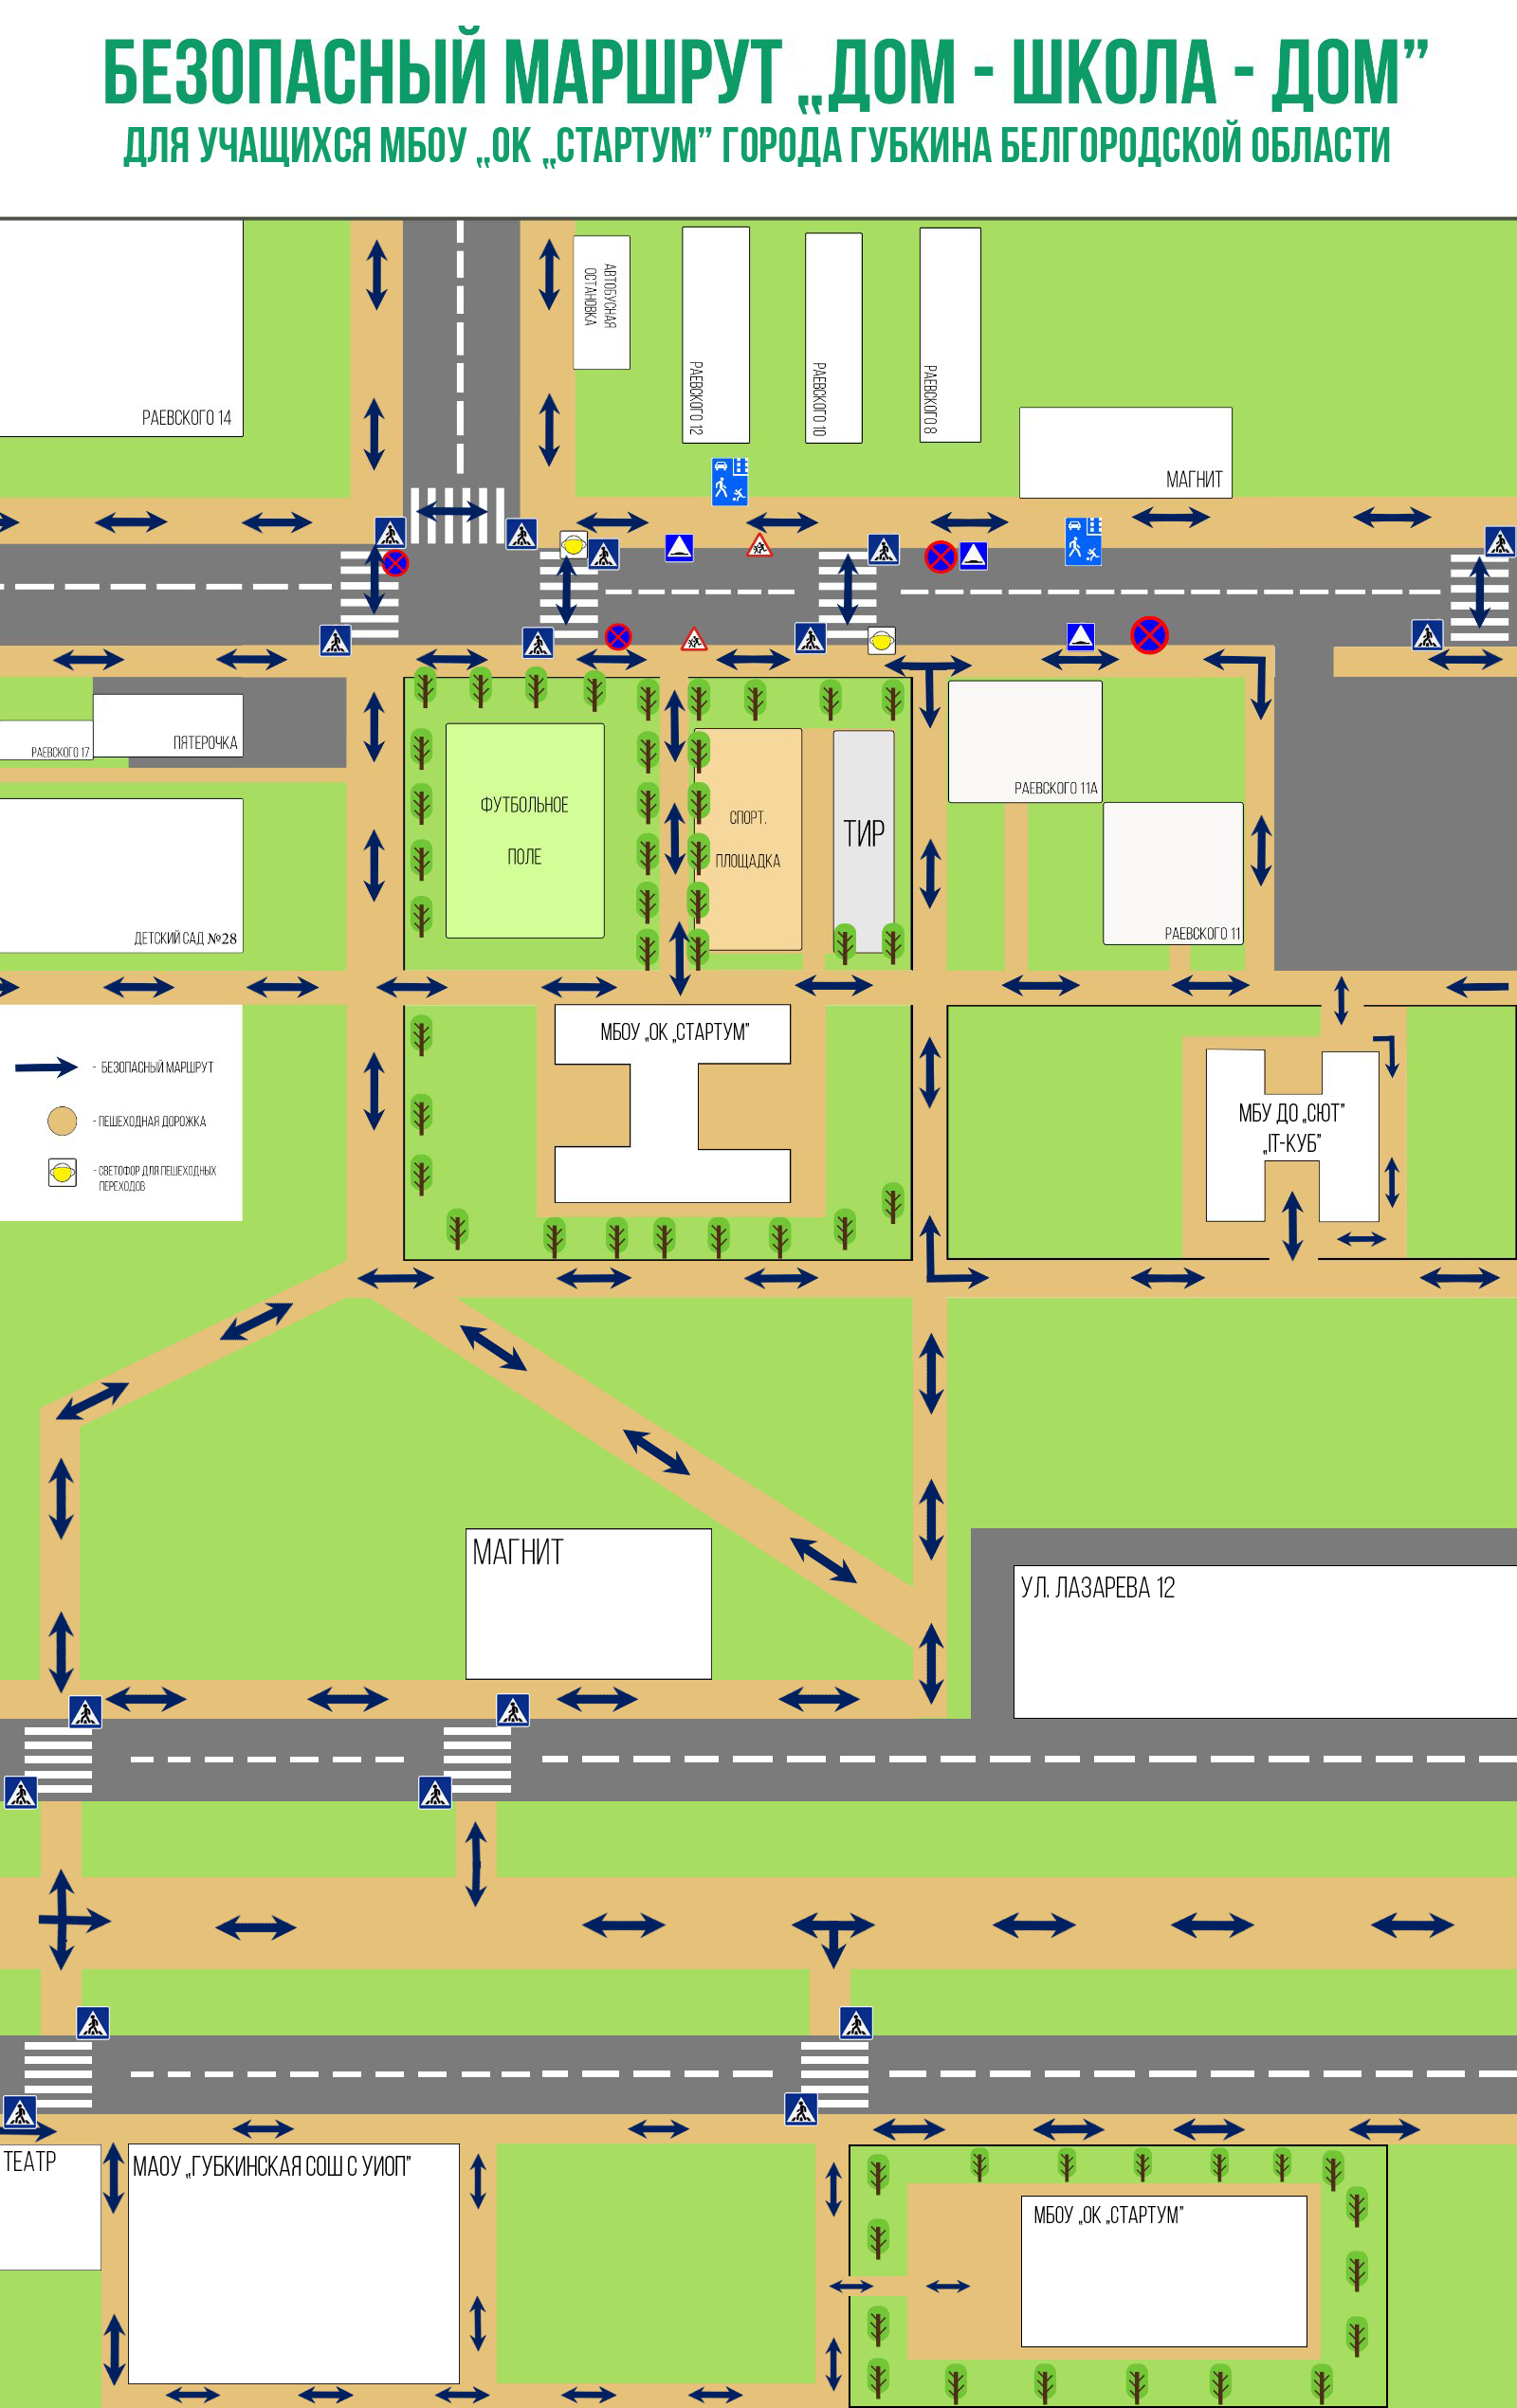 БЕЗОПАСНЫЙ МАРШРУТ „ДОМ - ШКОЛА - ДОМ”
ДЛЯ УЧАЩИХСЯ МБОУ „ОК „СТАРТУМ” ГОРОДА ГУБКИНА БЕЛГОРОДСКОЙ ОБЛАСТИ
РАЕВСКОГО 14
АВТОБУСНАЯ
ОСТАНОВКА
РАЕВСКОГО 12
РАЕВСКОГО 10
РАЕВСКОГО 8
МАГНИТ
РАЕВСКОГО 17
ПЯТЕРОЧКА
ДЕТСКИЙ САД №28
ФУТБОЛЬНОЕ
ПОЛЕ
СПОРТ.
ПЛОЩАДКА
ТИР
РАЕВСКОГО 11А
РАЕВСКОГО 11
- БЕЗОПАСНЫЙ МАРШРУТ
- ПЕШЕХОДНАЯ ДОРОЖКА
- СВЕТОФОР ДЛЯ ПЕШЕХОДНЫХ
ПЕРЕХОДОВ
МБОУ „ОК „СТАРТУМ”
МБУ ДО „СЮТ”
„IT-КУБ”
МАГНИТ
УЛ. ЛАЗАРЕВА 12
ТЕАТР
МАОУ „ГУБКИНСКАЯ СОШ С УИОП”
МБОУ „ОК „СТАРТУМ”